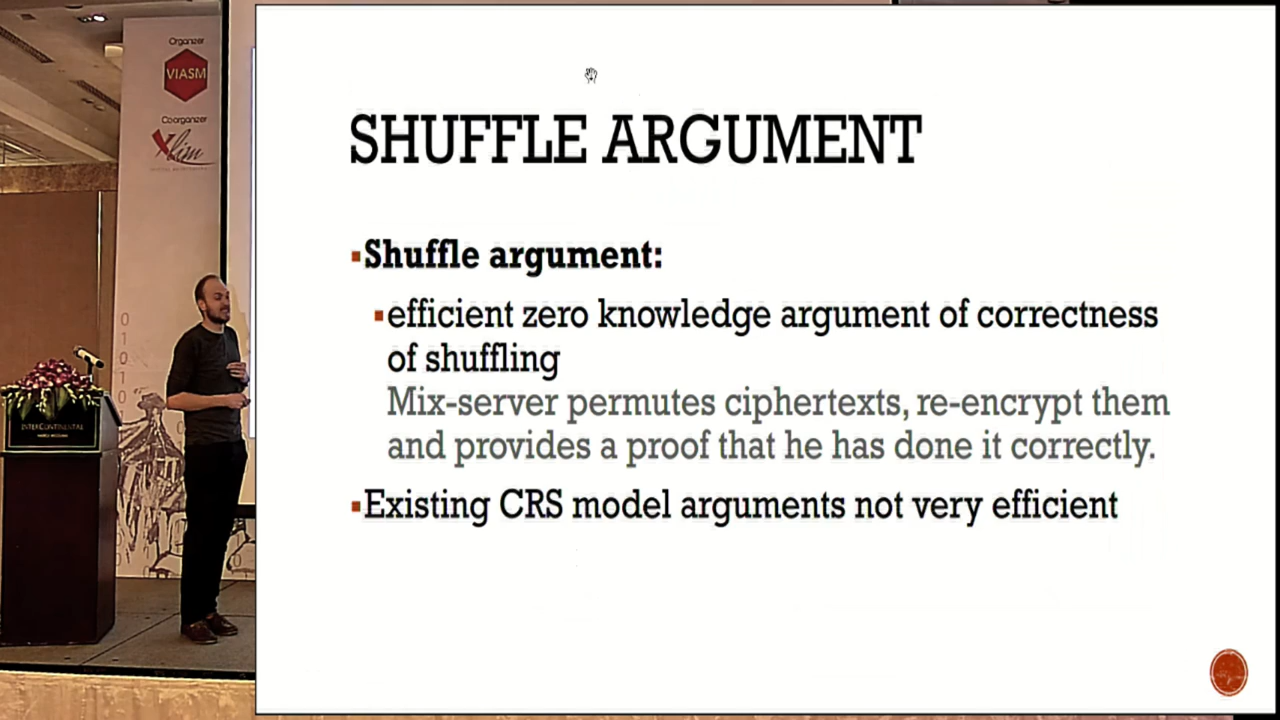 Organizer
VIASM
Coorganizer
Xlim
INTERCONTINENTAL
SHUFFLE ARGUMENT
Shuffle argument:
efficient zero knowledge argument of correctness
of shuffling
Mix-server permutes ciphertexts, re-encrypt them
and provides a proof that he has done it correctly.
Existing CRS model arguments not very efficient